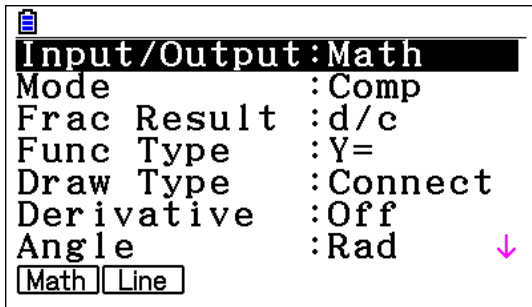 Input/Output:Math
Mode :Comp
Frac Result :d/c
Func Type :Y=
Draw Type :Connect
Derivative :Off
Angle :Rad ↓
Math Line